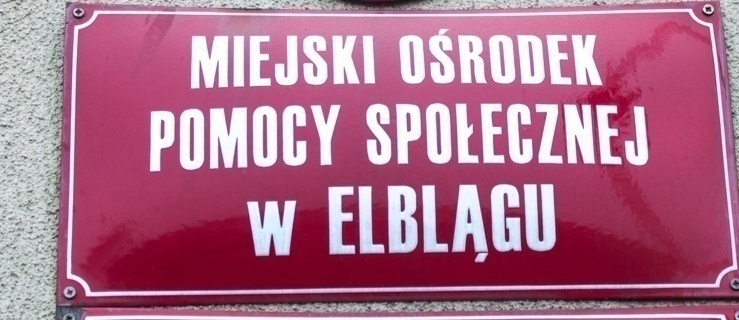 MIEJSKI OŚRODEK
POMOCY SPOŁECZNEJ
w ELBLĄGU